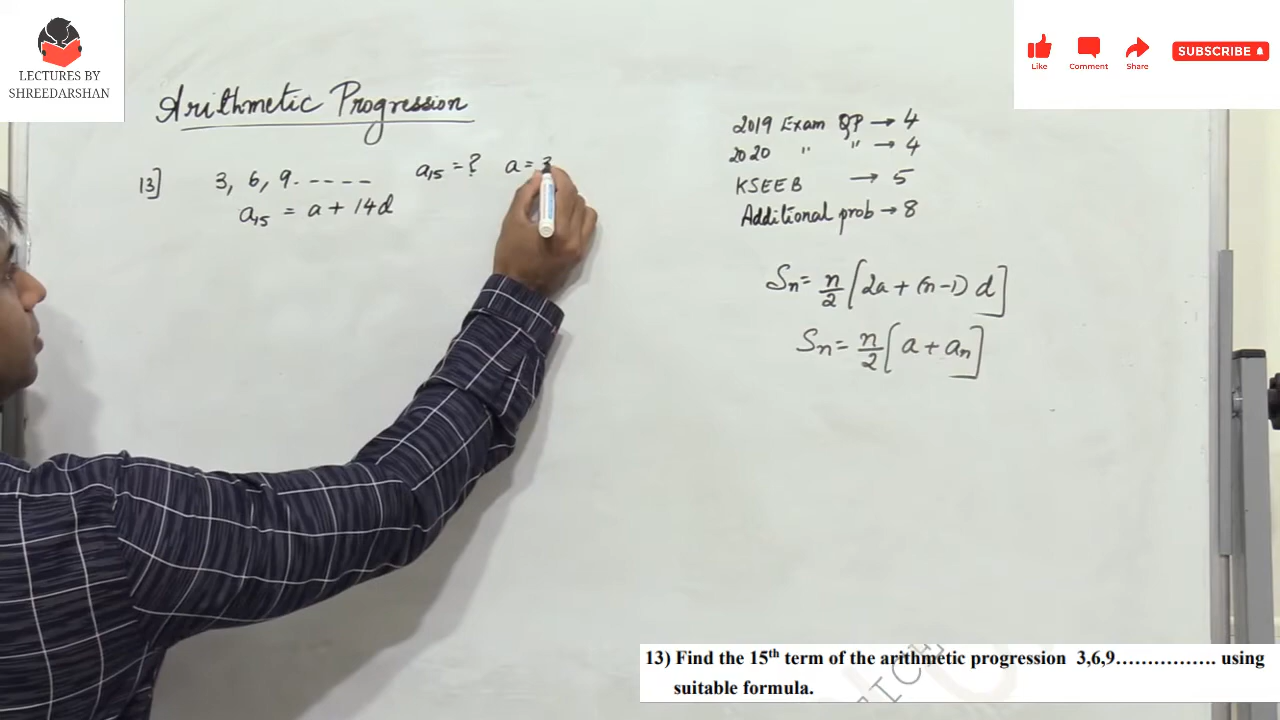 LECTURES BY
SHREEDARSHAN
Like
Comment
Share
SUBSCRIBE
Arithmetic Progression
13] 3, 6, 9. ---- a₁₅ = ? a = 3
a₁₅ = a + 14d
2019 Exam QP → 4
2020 " " → 4
KSEEB → 5
Additional prob → 8
Sn = n/2 [2a + (n-1) d]
Sn = n/2 [a + an]
13) Find the 15th term of the arithmetic progression 3,6,9……………. using
suitable formula.